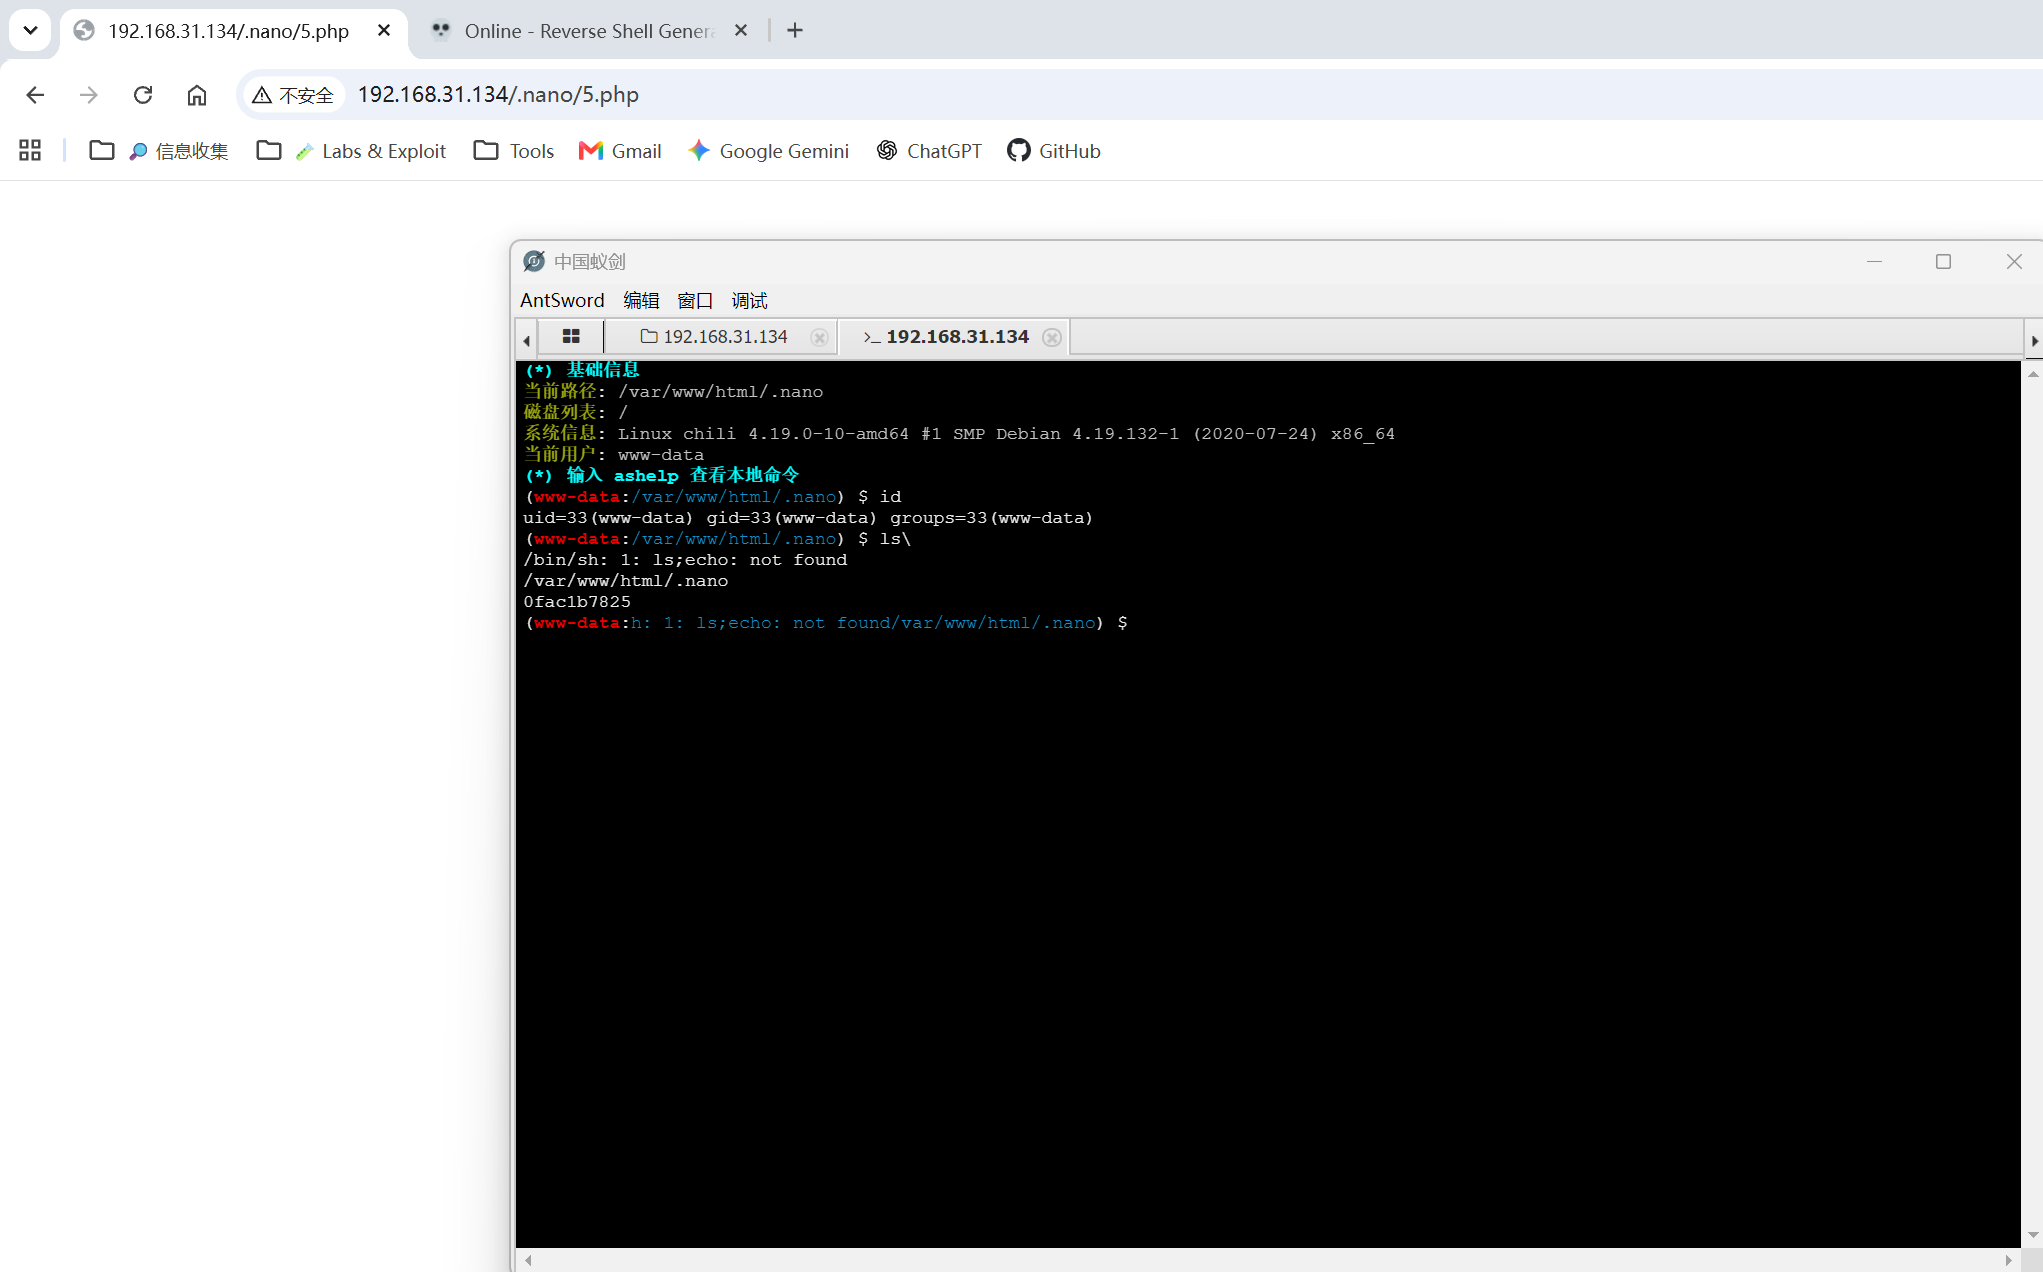 192.168.31.134/.nano/5.php
Online - Reverse Shell Genera
不安全 192.168.31.134/.nano/5.php
信息收集 Labs & Exploit Tools Gmail Google Gemini ChatGPT GitHub
中国蚁剑
AntSword 编辑 窗口 调试
192.168.31.134 >_ 192.168.31.134
(*) 基础信息
当前路径: /var/www/html/.nano
磁盘列表: /
系统信息: Linux chili 4.19.0-10-amd64 #1 SMP Debian 4.19.132-1 (2020-07-24) x86_64
当前用户: www-data
(*) 输入 ashelp 查看本地命令
(www-data:/var/www/html/.nano) $ id
uid=33(www-data) gid=33(www-data) groups=33(www-data)
(www-data:/var/www/html/.nano) $ ls\
/bin/sh: 1: ls;echo: not found
/var/www/html/.nano
0fac1b7825
(www-data:h: 1: ls;echo: not found/var/www/html/.nano) $